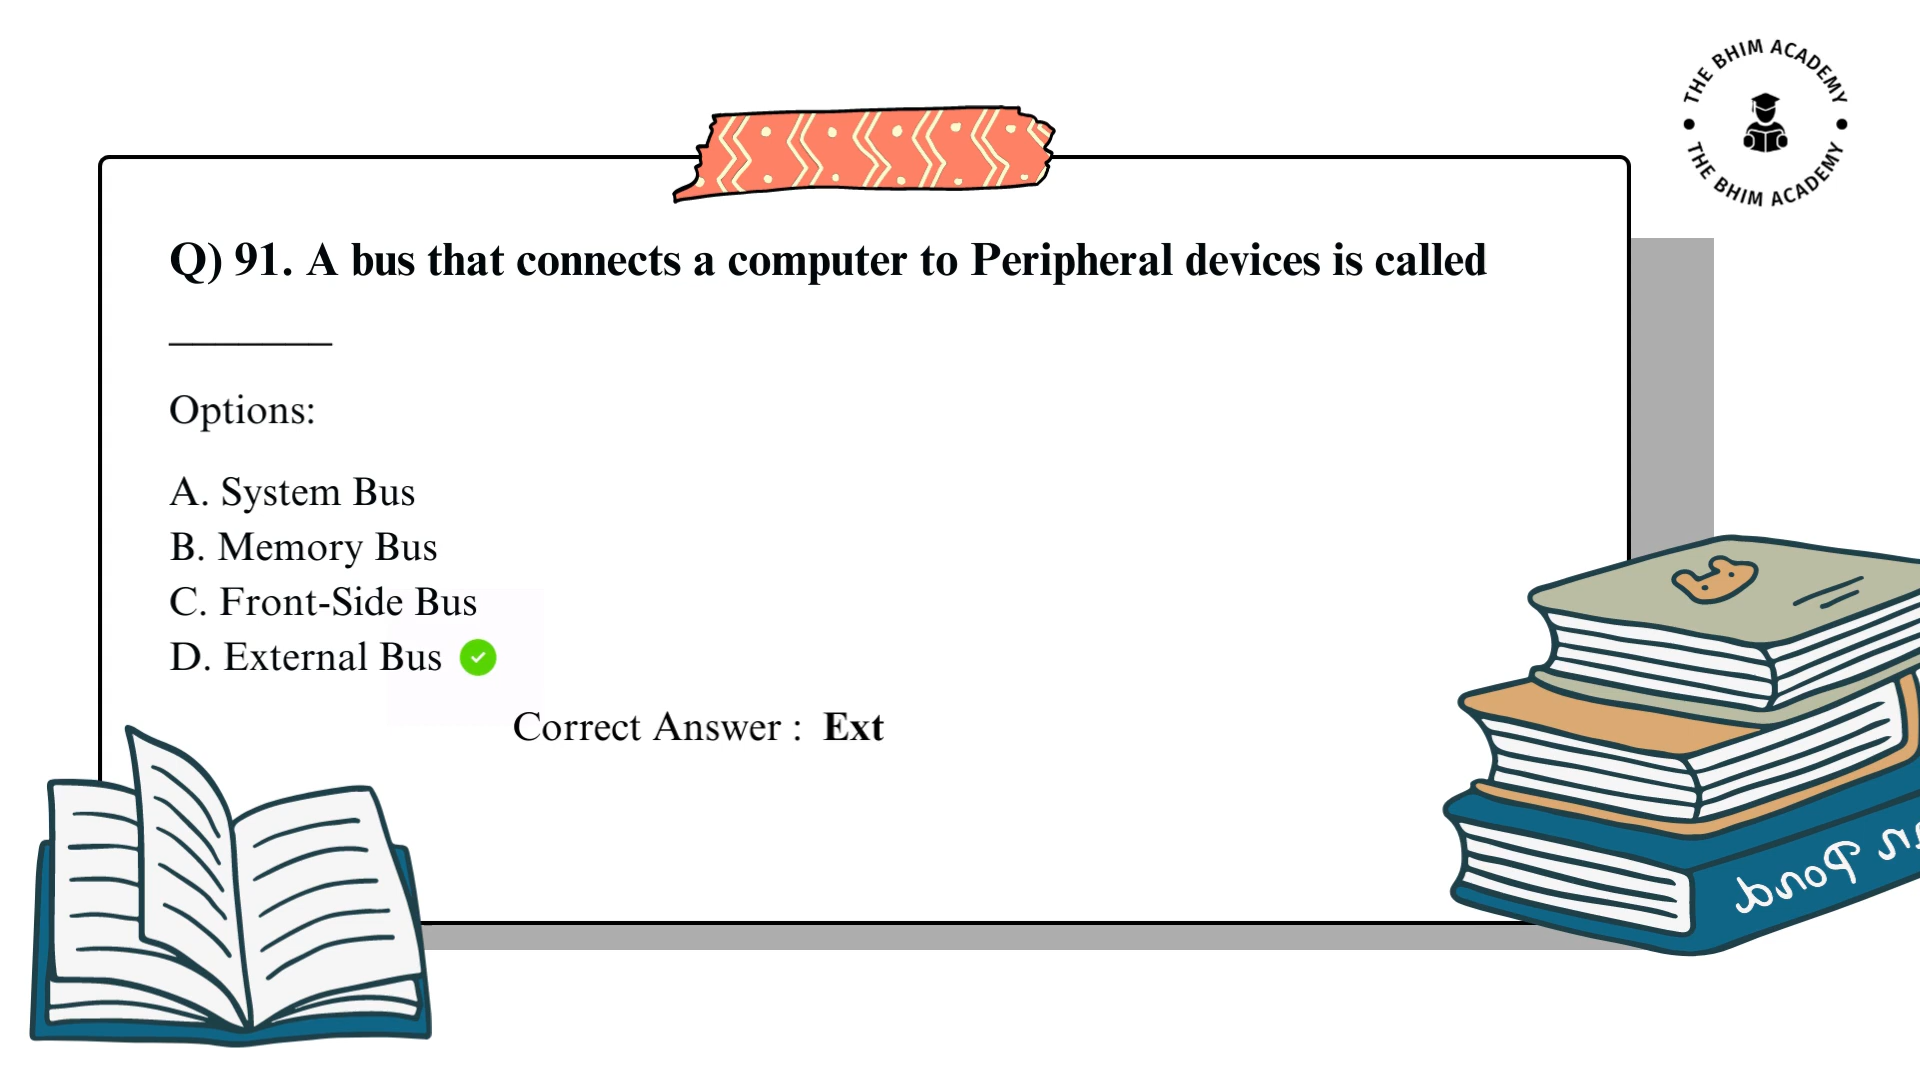 THE BHIM ACADEMY
THE BHIM ACADEMY
Q) 91. A bus that connects a computer to Peripheral devices is called
_______
Options:
A. System Bus
B. Memory Bus
C. Front-Side Bus
D. External Bus
Correct Answer : Ext